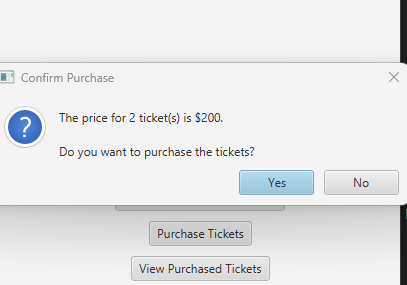 Confirm Purchase
The price for 2 ticket(s) is $200.
Do you want to purchase the tickets?
Yes No
Purchase Tickets
View Purchased Tickets